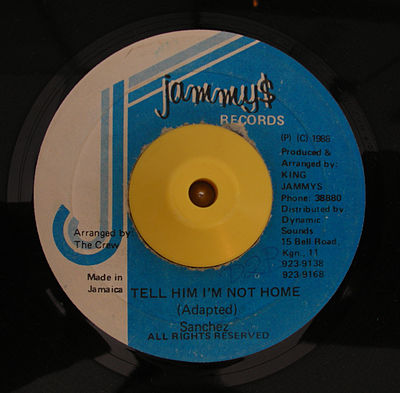 jammy$
RECORDS
(P) (C) 1988
Produced &
Arranged by:
KING
JAMMYS
Phone: 38880
Distributed by:
Dynamic
Sounds
15 Bell Road,
Kgn., 11
923-9138
923-9168
Arranged by:
The Crew
Made in
Jamaica
TELL HIM I'M NOT HOME
(Adapted)
Sanchez
ALL RIGHTS RESERVED